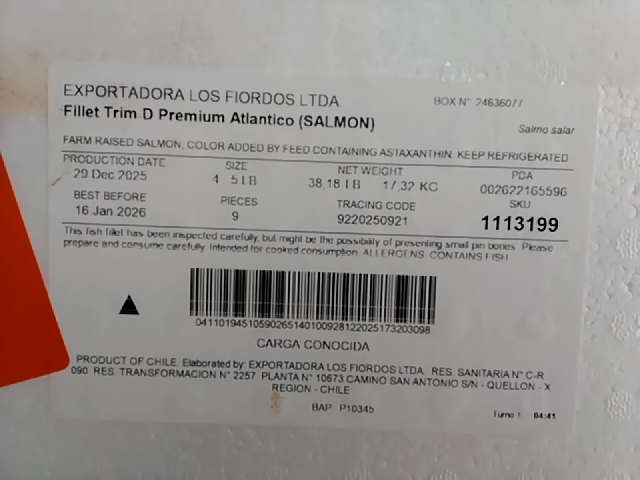 EXPORTADORA LOS FIORDOS LTDA
BOX N° 24636077
Fillet Trim D Premium Atlantico (SALMON)
Salmo salar
FARM RAISED SALMON, COLOR ADDED BY FEED CONTAINING ASTAXANTHIN. KEEP REFRIGERATED
PRODUCTION DATE SIZE NET WEIGHT PDA
29 Dec 2025 4 5 LB 38,18 LB 17,32 KG 002622165596
BEST BEFORE PIECES TRACING CODE SKU
16 Jan 2026 9 9220250921 1113199
This fish fillet has been inspected carefully, but might be the possibility of presenting small pin bones. Please
prepare and consume carefully. Intended for cooked consumption. ALLERGENS: CONTAINS FISH
04110194510590265140100928122025173203098
CARGA CONOCIDA
PRODUCT OF CHILE. Elaborated by: EXPORTADORA LOS FIORDOS LTDA. RES. SANITARIA N° C-R
090 RES. TRANSFORMACION N° 2257 PLANTA N° 10673 CAMINO SAN ANTONIO S/N - QUELLON - X
REGION - CHILE
BAP P10345
Turno 1 04:41